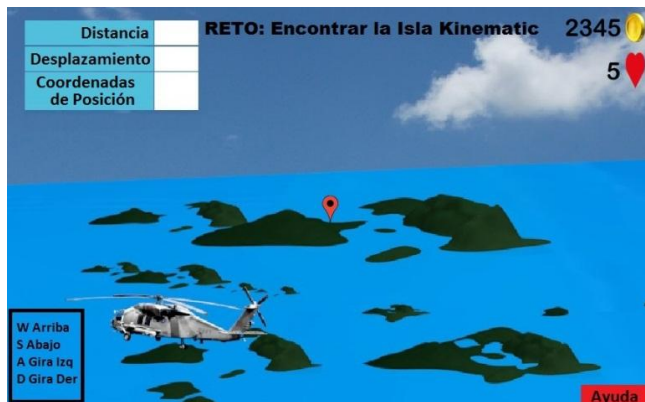 Distancia
Desplazamiento
Coordenadas
de Posición
RETO: Encontrar la Isla Kinematic
2345
5
W Arriba
S Abajo
A Gira Izq
D Gira Der
Ayuda